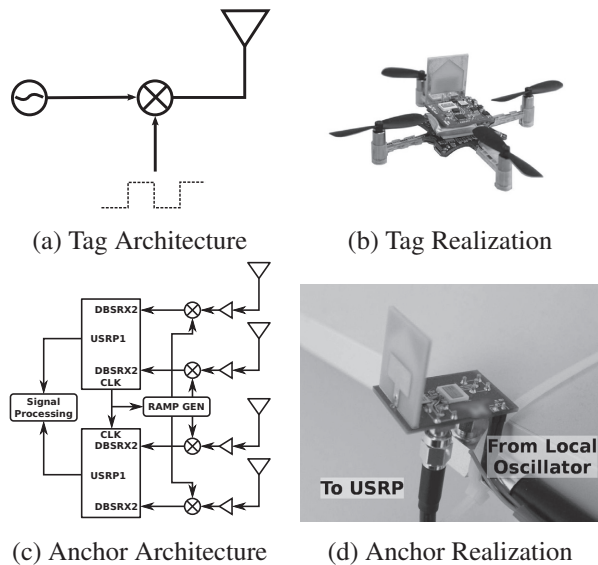 (a) Tag Architecture
(b) Tag Realization
DBSRX2
USRP1
DBSRX2
CLK
Signal
Processing
RAMP GEN
CLK
DBSRX2
USRP1
DBSRX2
From Local
Oscillator
To USRP
(c) Anchor Architecture
(d) Anchor Realization